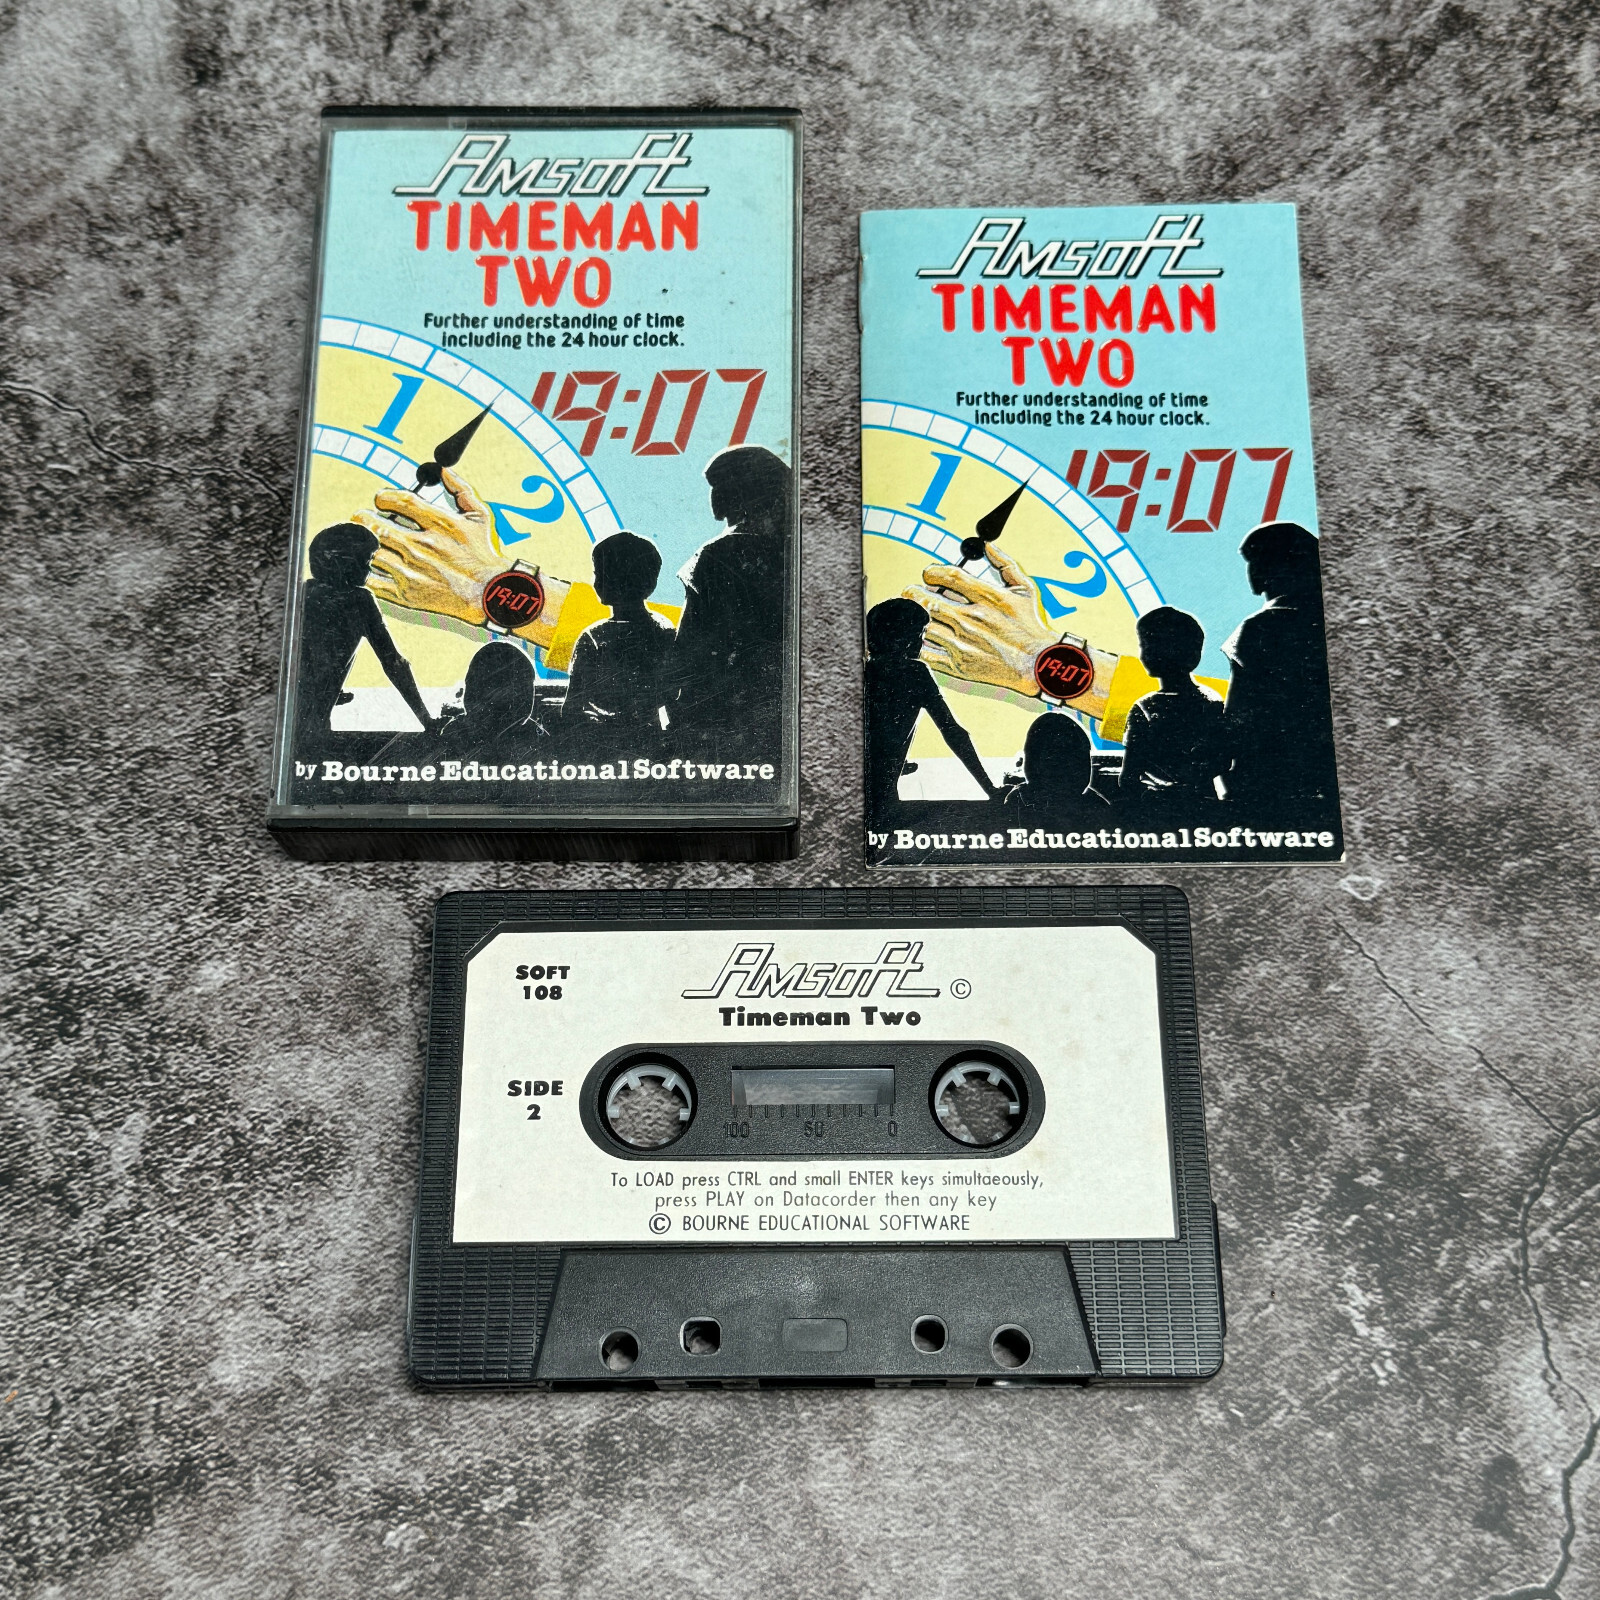 Amsoft
TIMEMAN
TWO
Further understanding of time
including the 24 hour clock.
19:07
1
2
19:07
by Bourne Educational Software
Amsoft
TIMEMAN
TWO
Further understanding of time
including the 24 hour clock.
19:07
1
2
19:07
by Bourne Educational Software
SOFT
108
Amsoft ©
Timeman Two
SIDE
2
100 50 0
To LOAD press CTRL and small ENTER keys simultaeously,
press PLAY on Datacorder then any key
© BOURNE EDUCATIONAL SOFTWARE